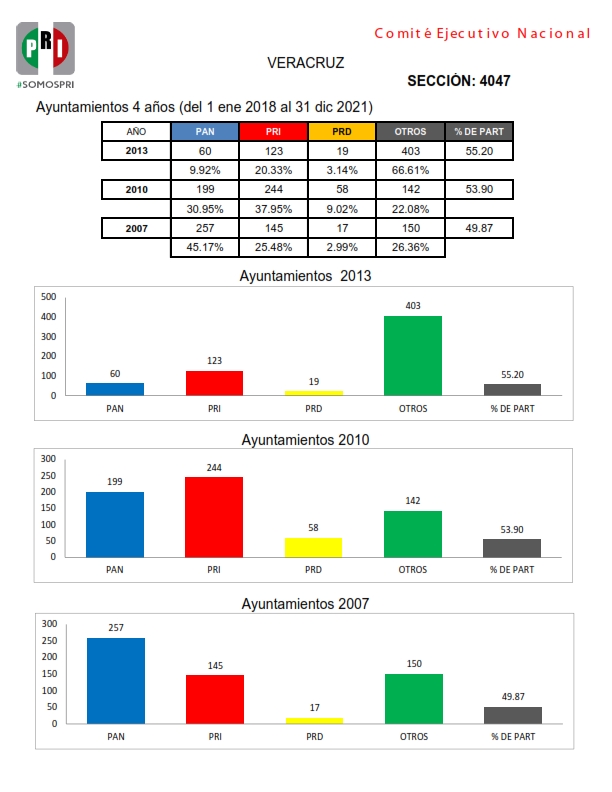 Comité Ejecutivo Nacional
PRI
#SOMOSPRI
VERACRUZ
SECCIÓN: 4047
Ayuntamientos 4 años (del 1 ene 2018 al 31 dic 2021)
AÑO PAN PRI PRD OTROS % DE PART
2013 60 123 19 403 55.20
9.92% 20.33% 3.14% 66.61%
2010 199 244 58 142 53.90
30.95% 37.95% 9.02% 22.08%
2007 257 145 17 150 49.87
45.17% 25.48% 2.99% 26.36%
Ayuntamientos 2013
500
400
300
200
100
0
60 123 19 403 55.20
PAN PRI PRD OTROS % DE PART
Ayuntamientos 2010
300
250
200
150
100
50
0
199 244 58 142 53.90
PAN PRI PRD OTROS % DE PART
Ayuntamientos 2007
300
250
200
150
100
50
0
257 145 17 150 49.87
PAN PRI PRD OTROS % DE PART